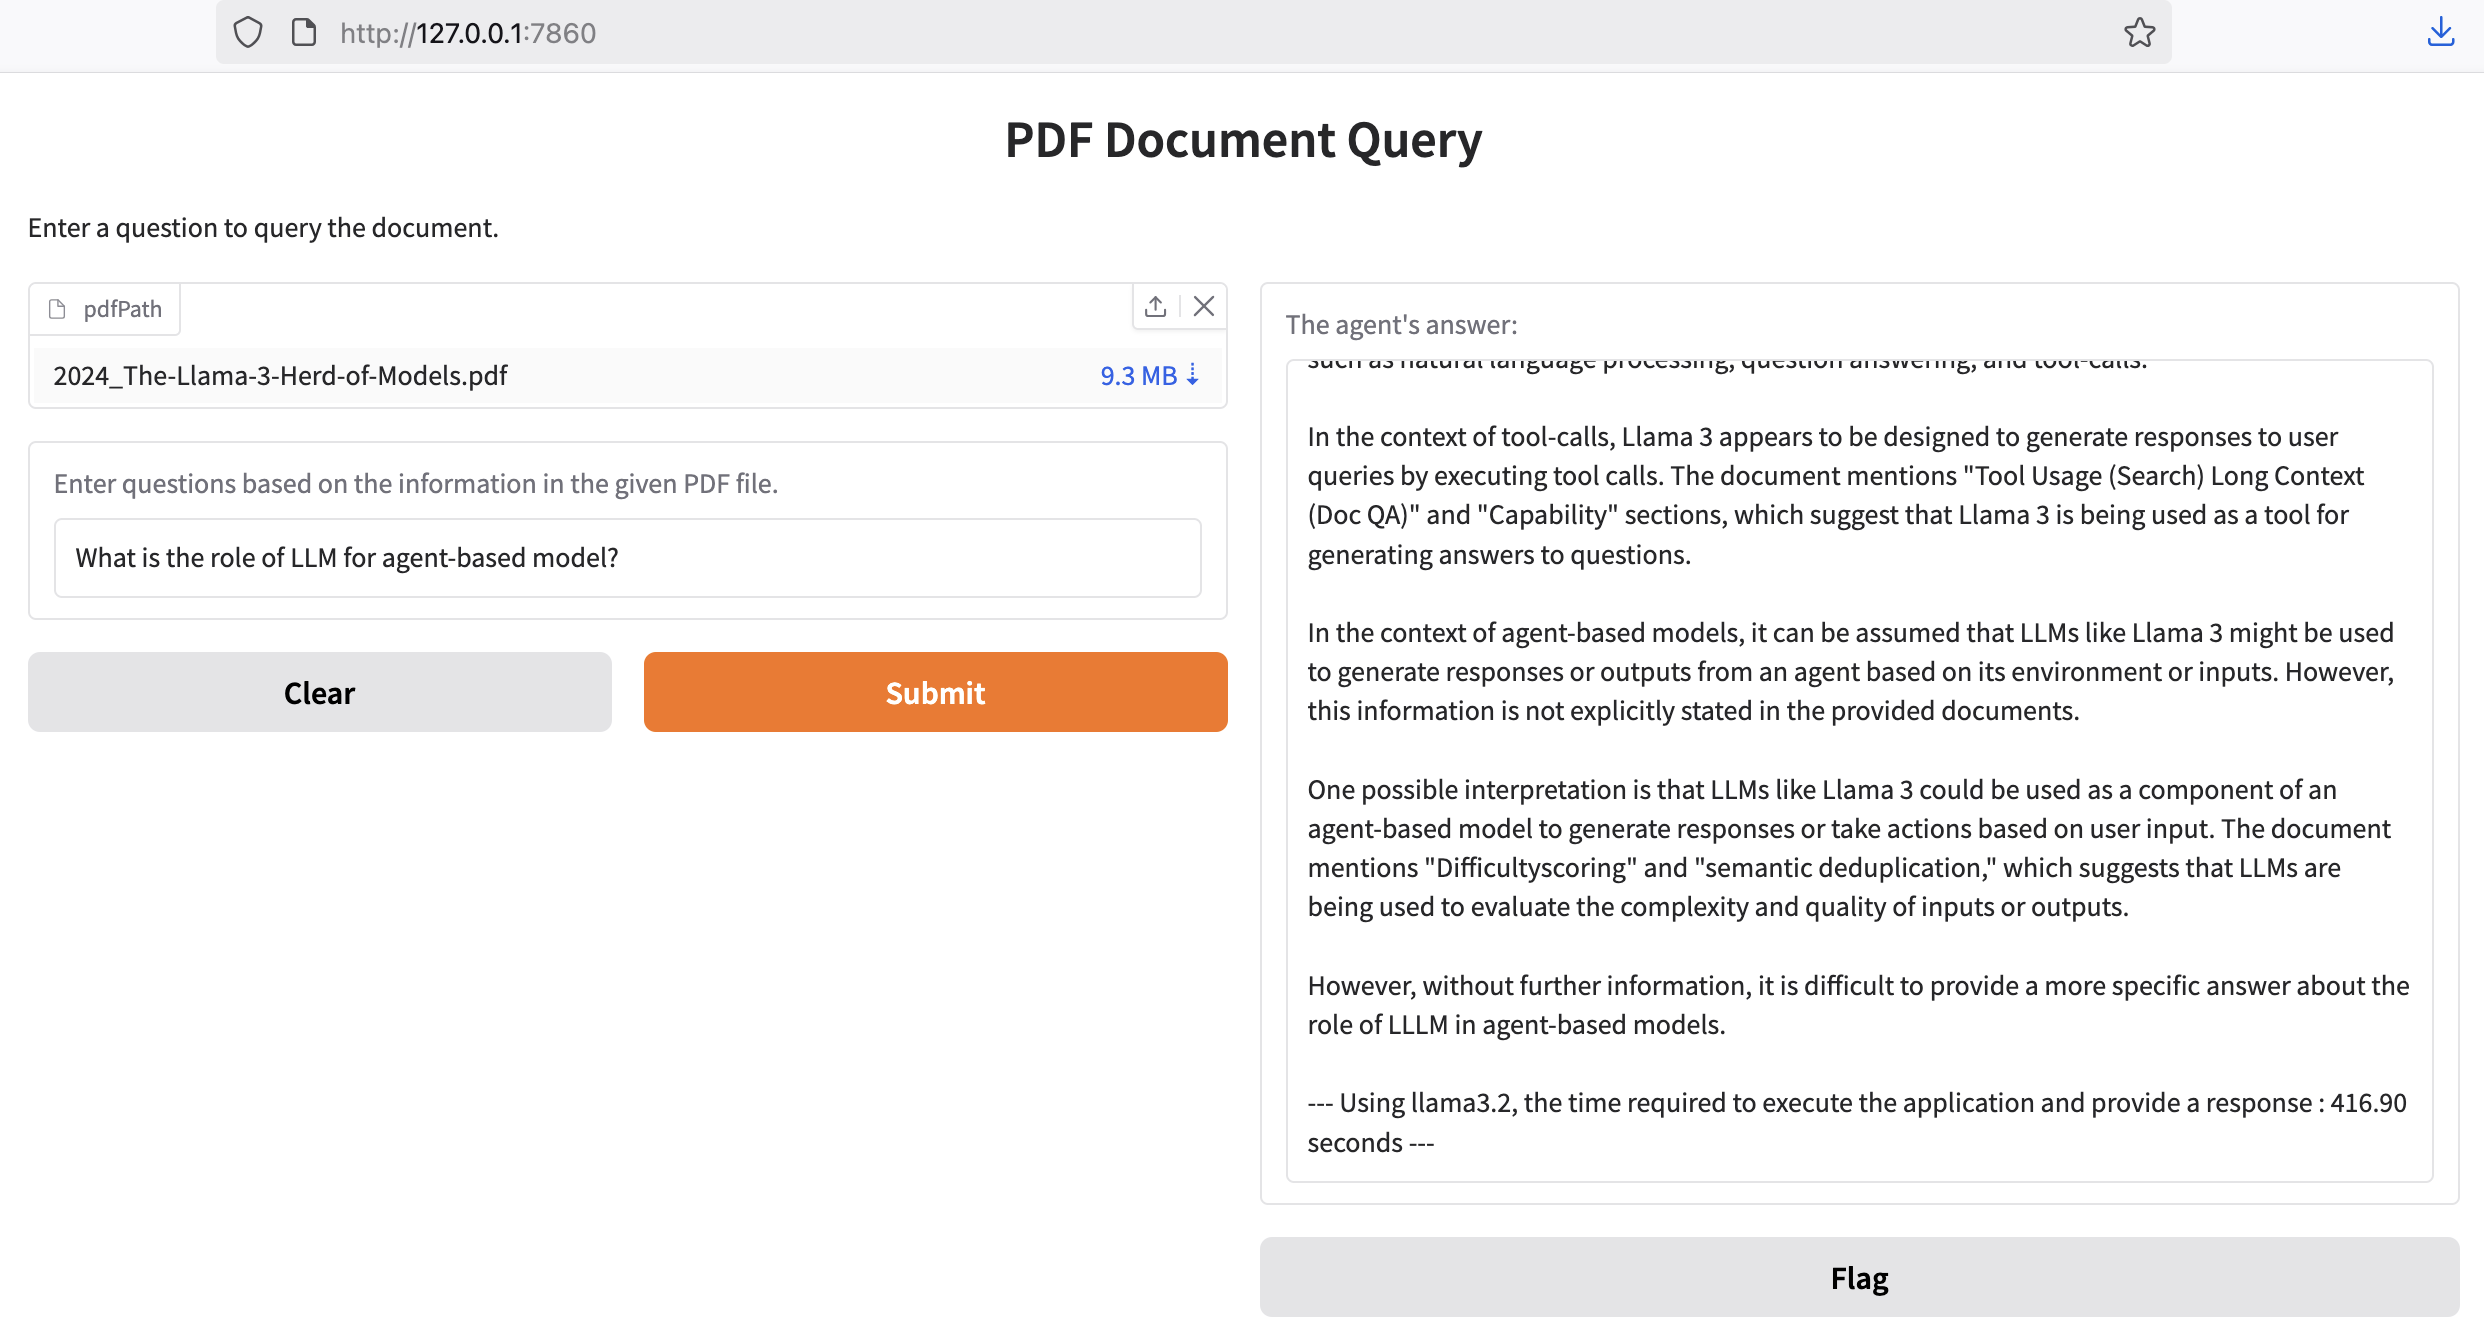 http://127.0.0.1:7860
PDF Document Query
Enter a question to query the document.
pdfPath
2024_The-Llama-3-Herd-of-Models.pdf
9.3 MB ⇣
Enter questions based on the information in the given PDF file.
What is the role of LLM for agent-based model?
Clear
Submit
The agent's answer:
such as natural language processing, question answering, and tool-calls.
In the context of tool-calls, Llama 3 appears to be designed to generate responses to user
queries by executing tool calls. The document mentions "Tool Usage (Search) Long Context
(Doc QA)" and "Capability" sections, which suggest that Llama 3 is being used as a tool for
generating answers to questions.
In the context of agent-based models, it can be assumed that LLMs like Llama 3 might be used
to generate responses or outputs from an agent based on its environment or inputs. However,
this information is not explicitly stated in the provided documents.
One possible interpretation is that LLMs like Llama 3 could be used as a component of an
agent-based model to generate responses or take actions based on user input. The document
mentions "Difficultyscoring" and "semantic deduplication," which suggests that LLMs are
being used to evaluate the complexity and quality of inputs or outputs.
However, without further information, it is difficult to provide a more specific answer about the
role of LLLM in agent-based models.
--- Using llama3.2, the time required to execute the application and provide a response : 416.90
seconds ---
Flag